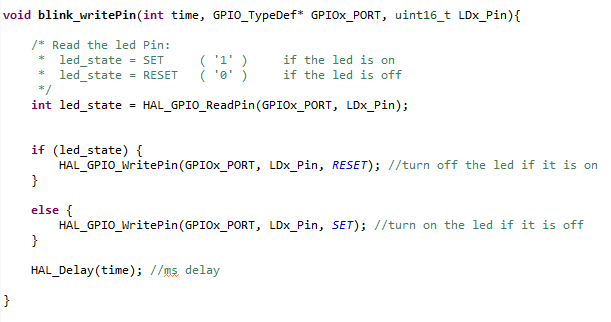 void blink_writePin(int time, GPIO_TypeDef* GPIOx_PORT, uint16_t LDx_Pin){
/* Read the led Pin:
* led_state = SET ( '1' ) if the led is on
* led_state = RESET ( '0' ) if the led is off
*/
int led_state = HAL_GPIO_ReadPin(GPIOx_PORT, LDx_Pin);
if (led_state) {
HAL_GPIO_WritePin(GPIOx_PORT, LDx_Pin, RESET); //turn off the led if it is on
}
else {
HAL_GPIO_WritePin(GPIOx_PORT, LDx_Pin, SET); //turn on the led if it is off
}
HAL_Delay(time); //ms delay
}